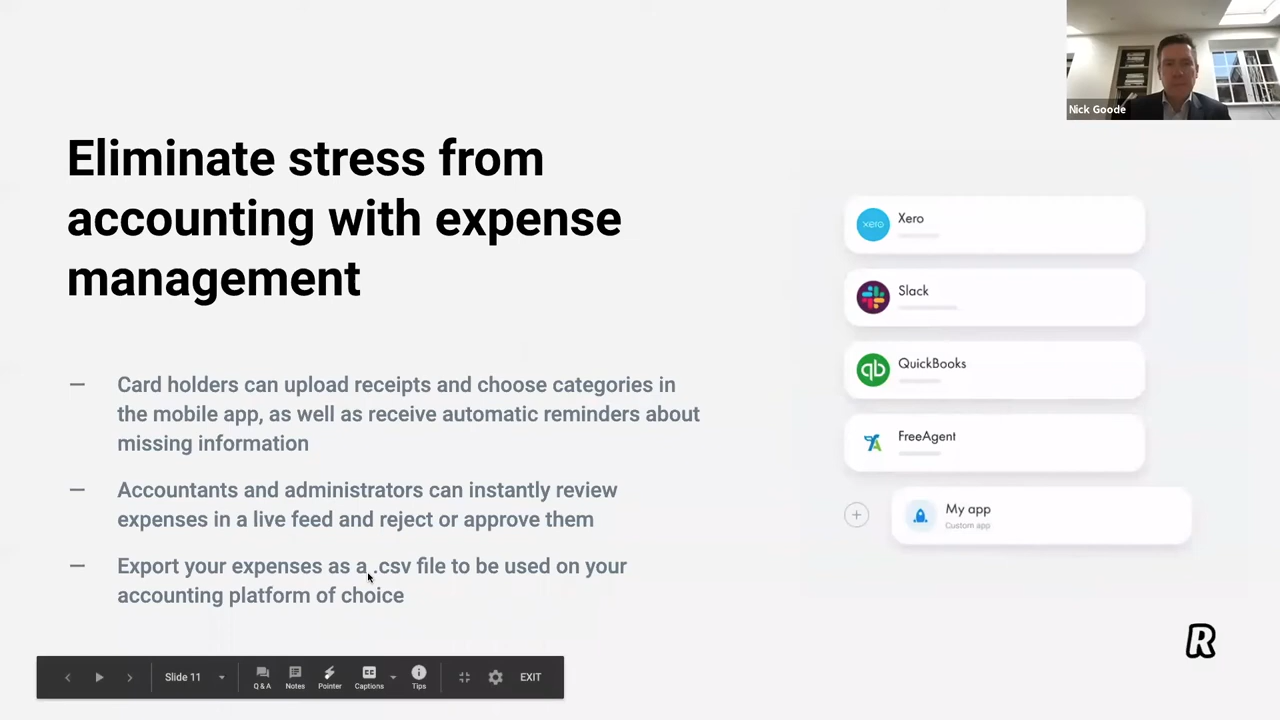 Nick Goode
Eliminate stress from
accounting with expense
management
— Card holders can upload receipts and choose categories in
the mobile app, as well as receive automatic reminders about
missing information
— Accountants and administrators can instantly review
expenses in a live feed and reject or approve them
— Export your expenses as a .csv file to be used on your
accounting platform of choice
xero
Xero
Slack
qb
QuickBooks
FreeAgent
My app
Custom app
R
Slide 11
Q & A
Notes
Pointer
CC
Captions
Tips
EXIT